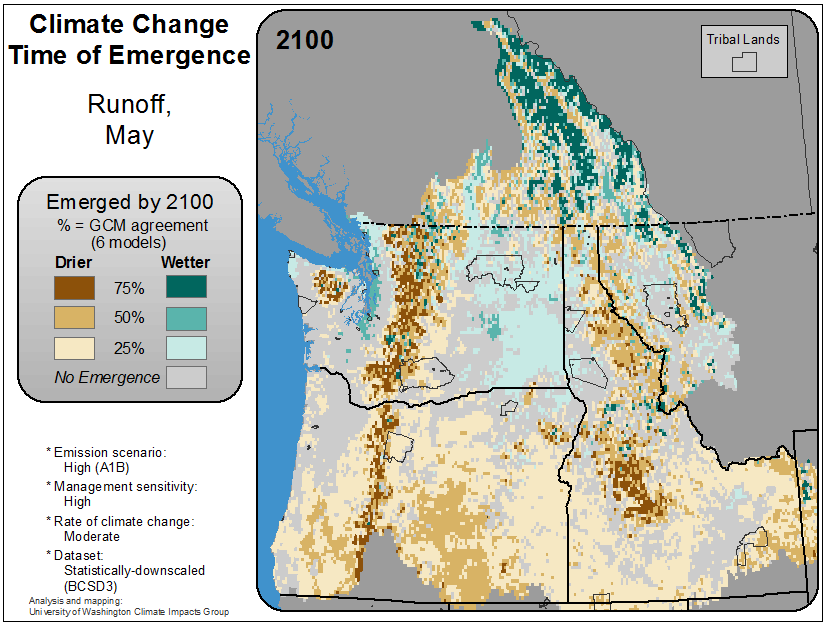 Climate Change
Time of Emergence
Runoff,
May
Emerged by 2100
% = GCM agreement
(6 models)
Drier Wetter
75%
50%
25%
No Emergence
* Emission scenario:
High (A1B)
* Management sensitivity:
High
* Rate of climate change:
Moderate
* Dataset:
Statistically-downscaled
(BCSD3)
Analysis and mapping:
University of Washington Climate Impacts Group
2100
Tribal Lands